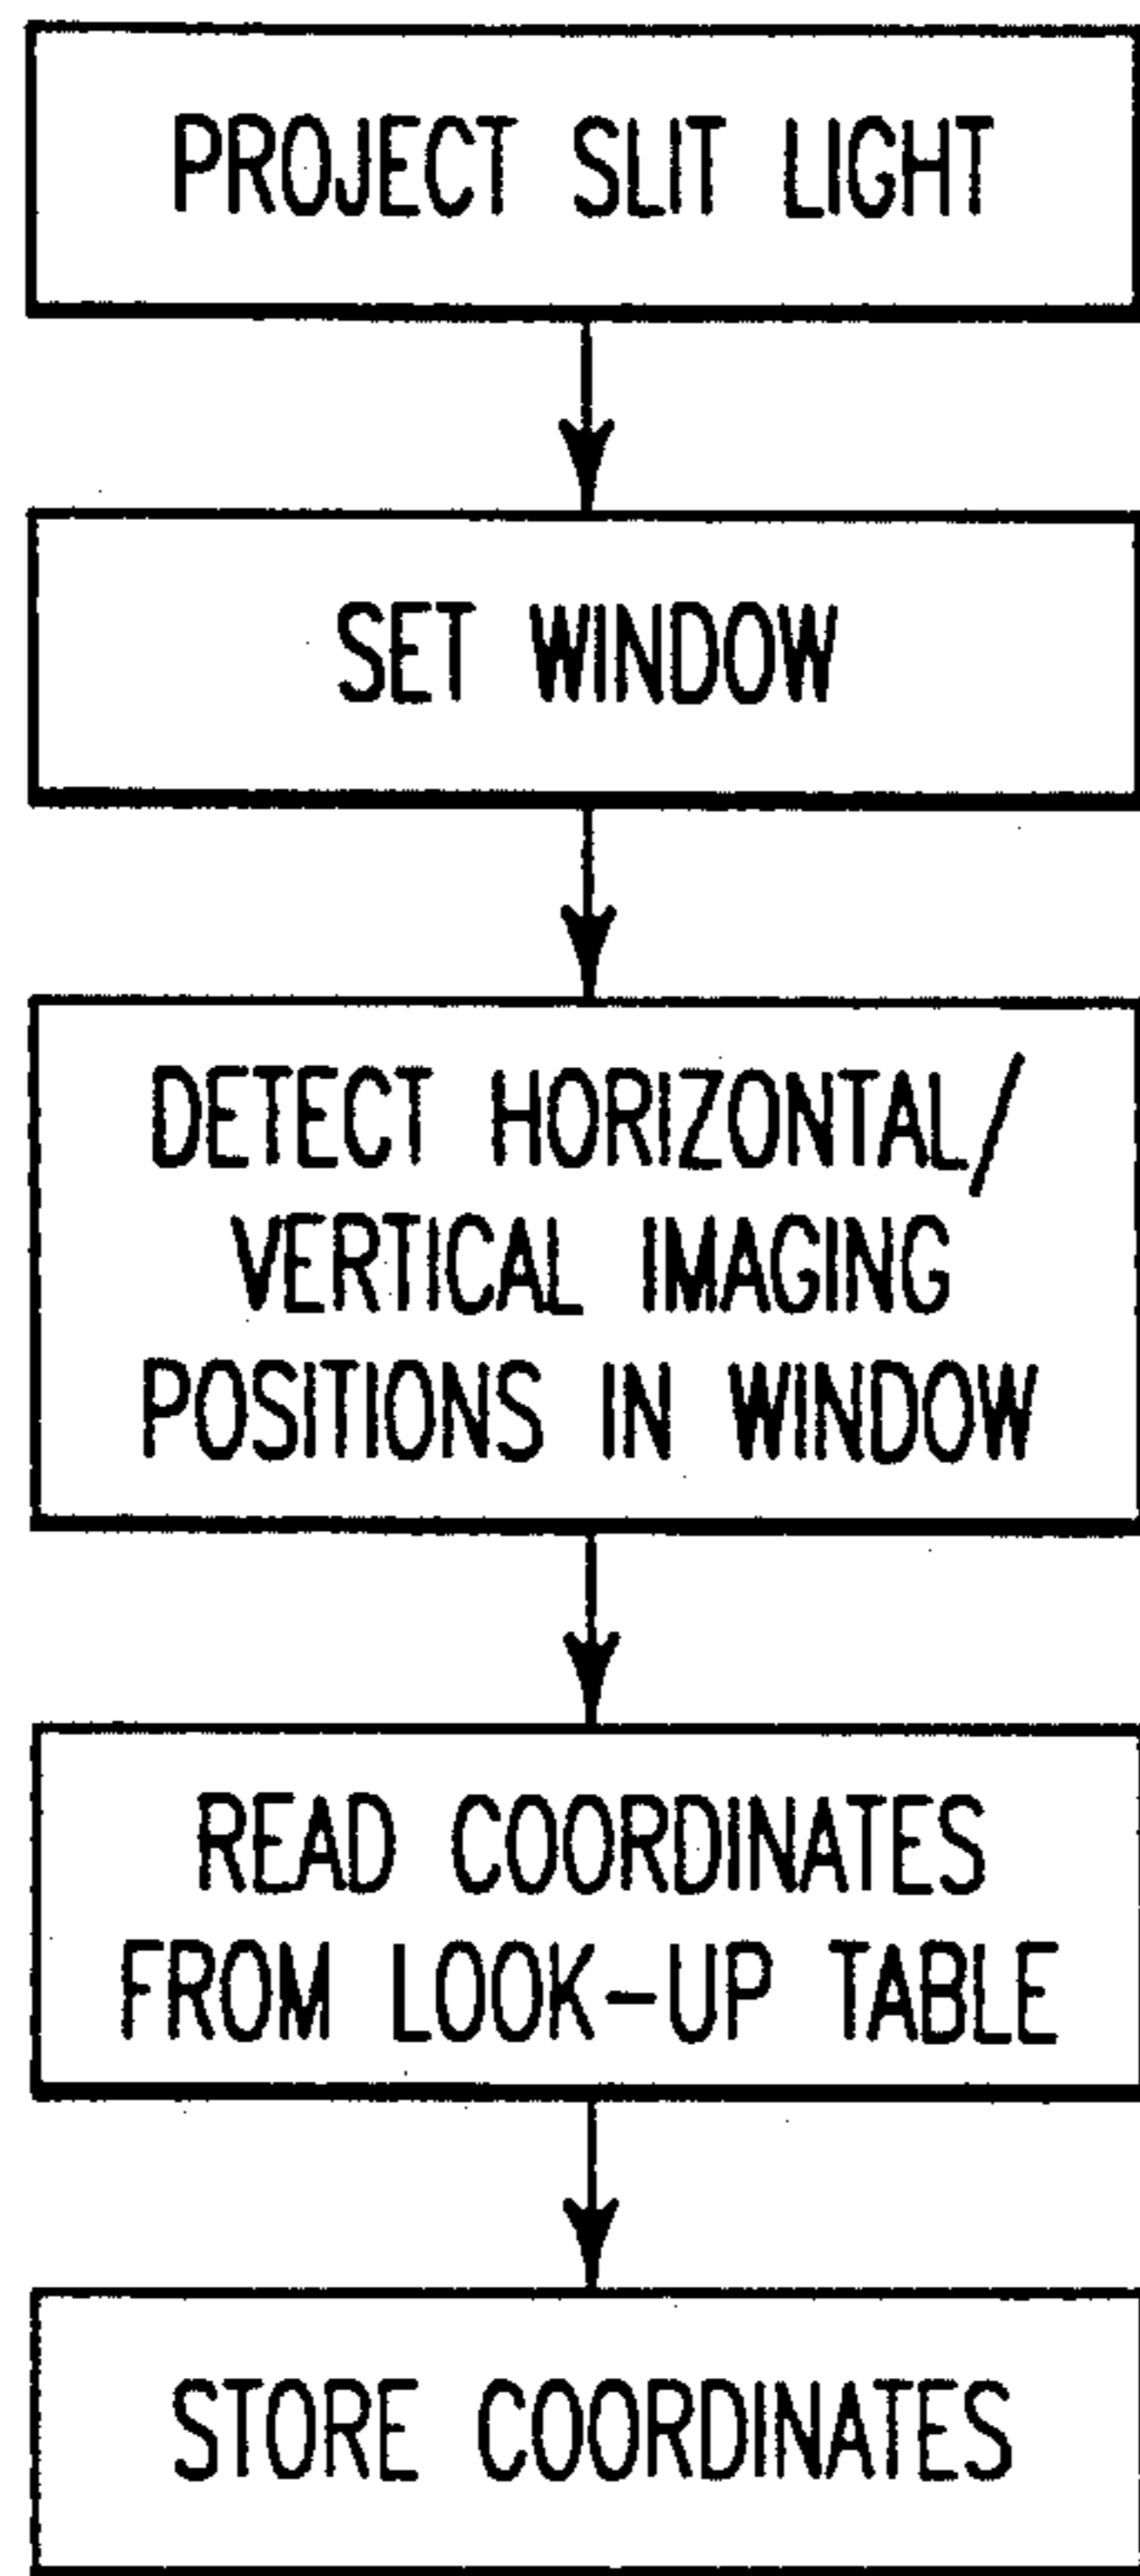 PROJECT SLIT LIGHT
SET WINDOW
DETECT HORIZONTAL/
VERTICAL IMAGING
POSITIONS IN WINDOW
READ COORDINATES
FROM LOOK-UP TABLE
STORE COORDINATES